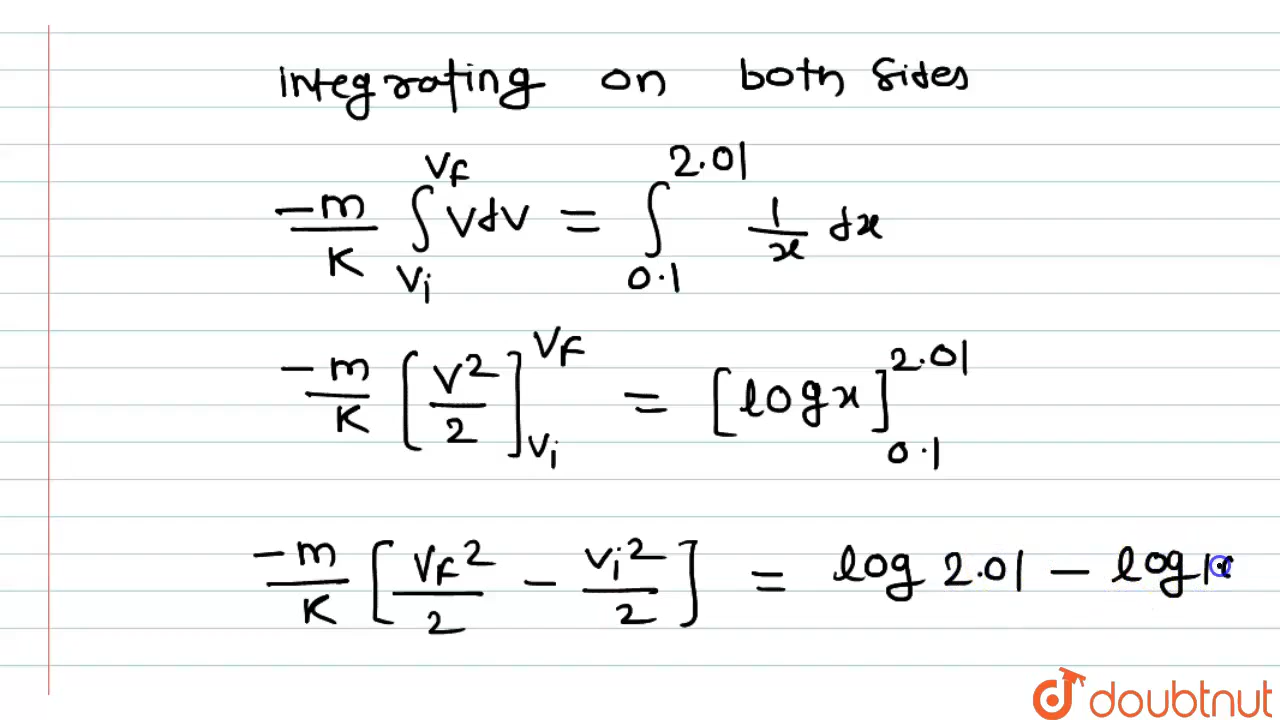 integrating on both sides
-m/K ∫_{Vi}^{VF} VdV = ∫_{0.1}^{2.01} 1/x dx
-m/K [V²/2]_{Vi}^{VF} = [log x]_{0.1}^{2.01}
-m/K [VF²/2 - Vi²/2] = log 2.01 - log
doubtnut